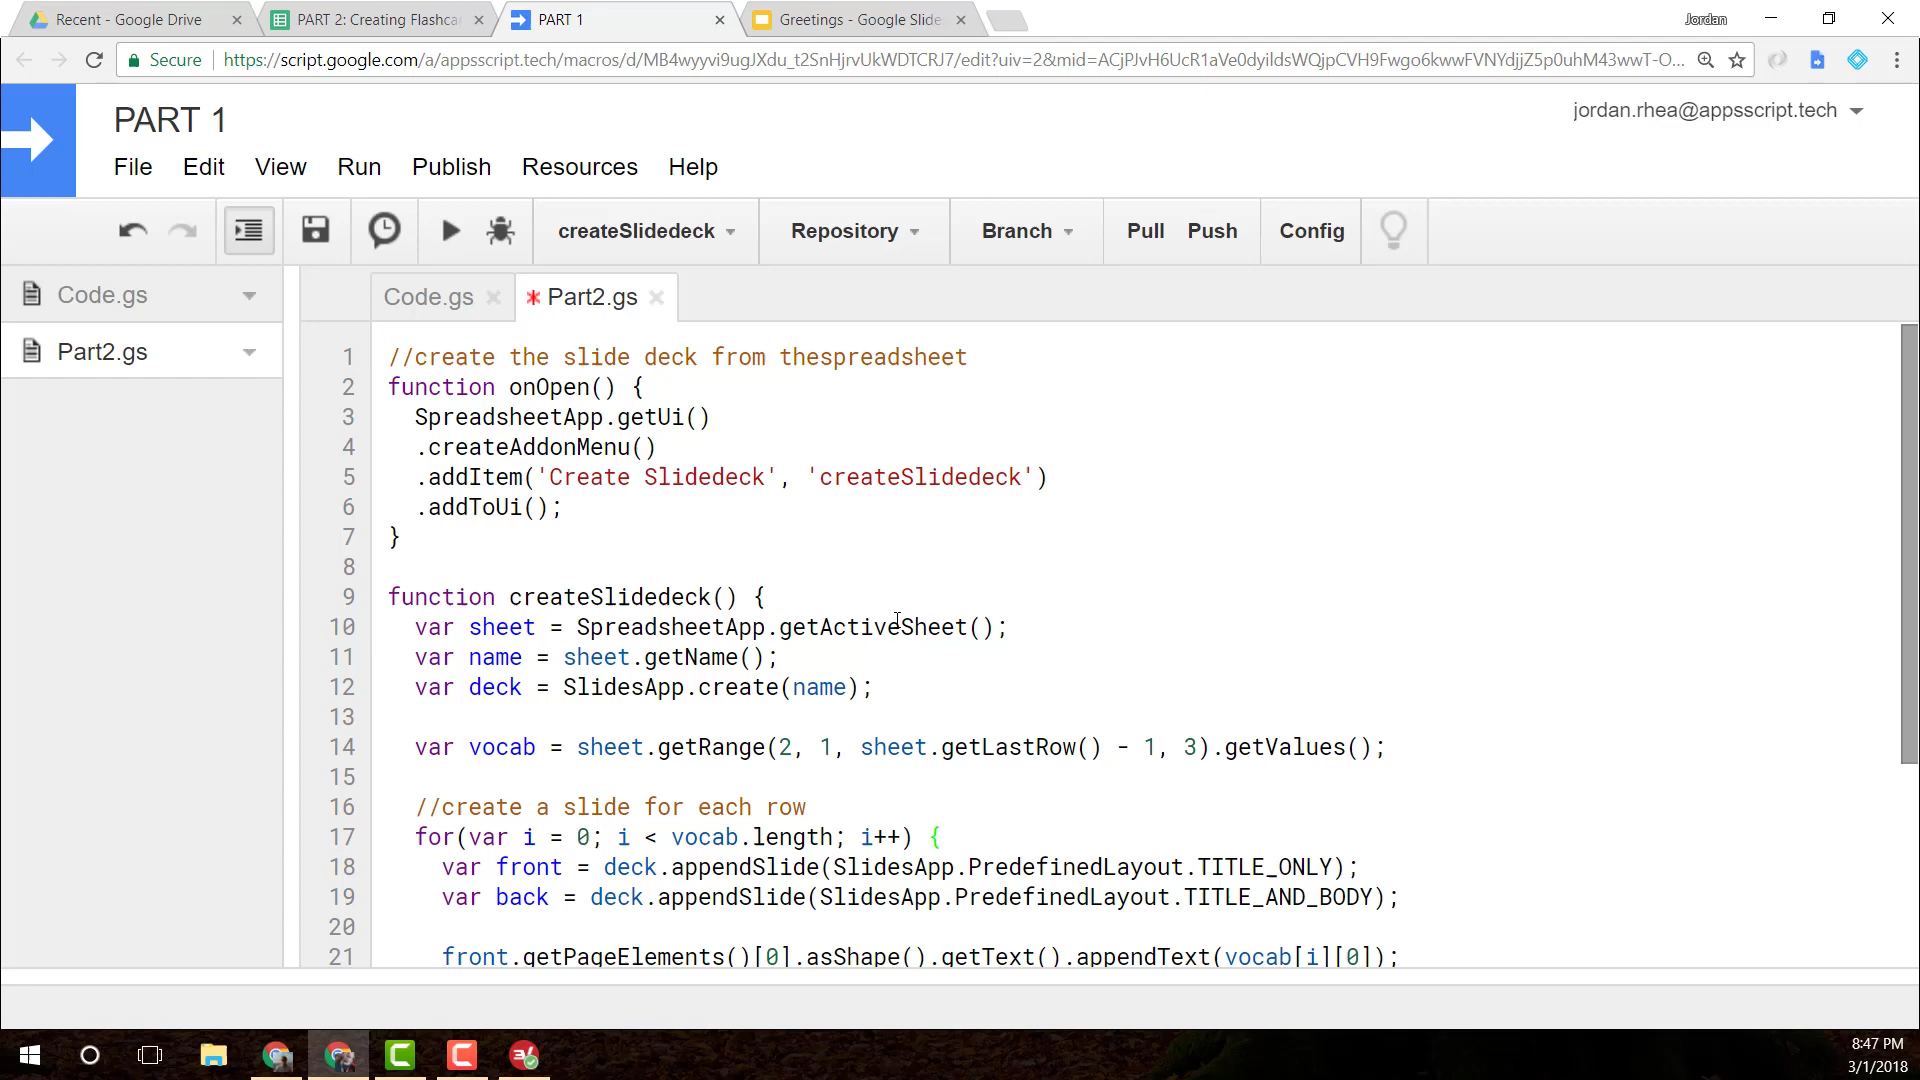 Recent - Google Drive
PART 2: Creating Flashca
PART 1
Greetings - Google Slide
Jordan
Secure
https://script.google.com/a/appsscript.tech/macros/d/MB4wyyvi9ugJXdu_t2SnHjrvUkWDTCRJ7/edit?uiv=2&mid=ACjPJvH6UcR1aVe0dyildsWQjpCVH9Fwgo6kwwFVNYdjjZ5p0uhM43wwT-O...
PART 1
jordan.rhea@appsscript.tech
File Edit View Run Publish Resources Help
createSlidedeck Repository Branch Pull Push Config
Code.gs
Part2.gs
Code.gs
* Part2.gs
1 //create the slide deck from thespreadsheet
2 function onOpen() {
3 SpreadsheetApp.getUi()
4 .createAddonMenu()
5 .addItem('Create Slidedeck', 'createSlidedeck')
6 .addToUi();
7 }
8
9 function createSlidedeck() {
10 var sheet = SpreadsheetApp.getActiveSheet();
11 var name = sheet.getName();
12 var deck = SlidesApp.create(name);
13
14 var vocab = sheet.getRange(2, 1, sheet.getLastRow() - 1, 3).getValues();
15
16 //create a slide for each row
17 for(var i = 0; i < vocab.length; i++) {
18 var front = deck.appendSlide(SlidesApp.PredefinedLayout.TITLE_ONLY);
19 var back = deck.appendSlide(SlidesApp.PredefinedLayout.TITLE_AND_BODY);
20
21 front.getPageElements()[0].asShape().getText().appendText(vocab[i][0]);
8:47 PM
3/1/2018